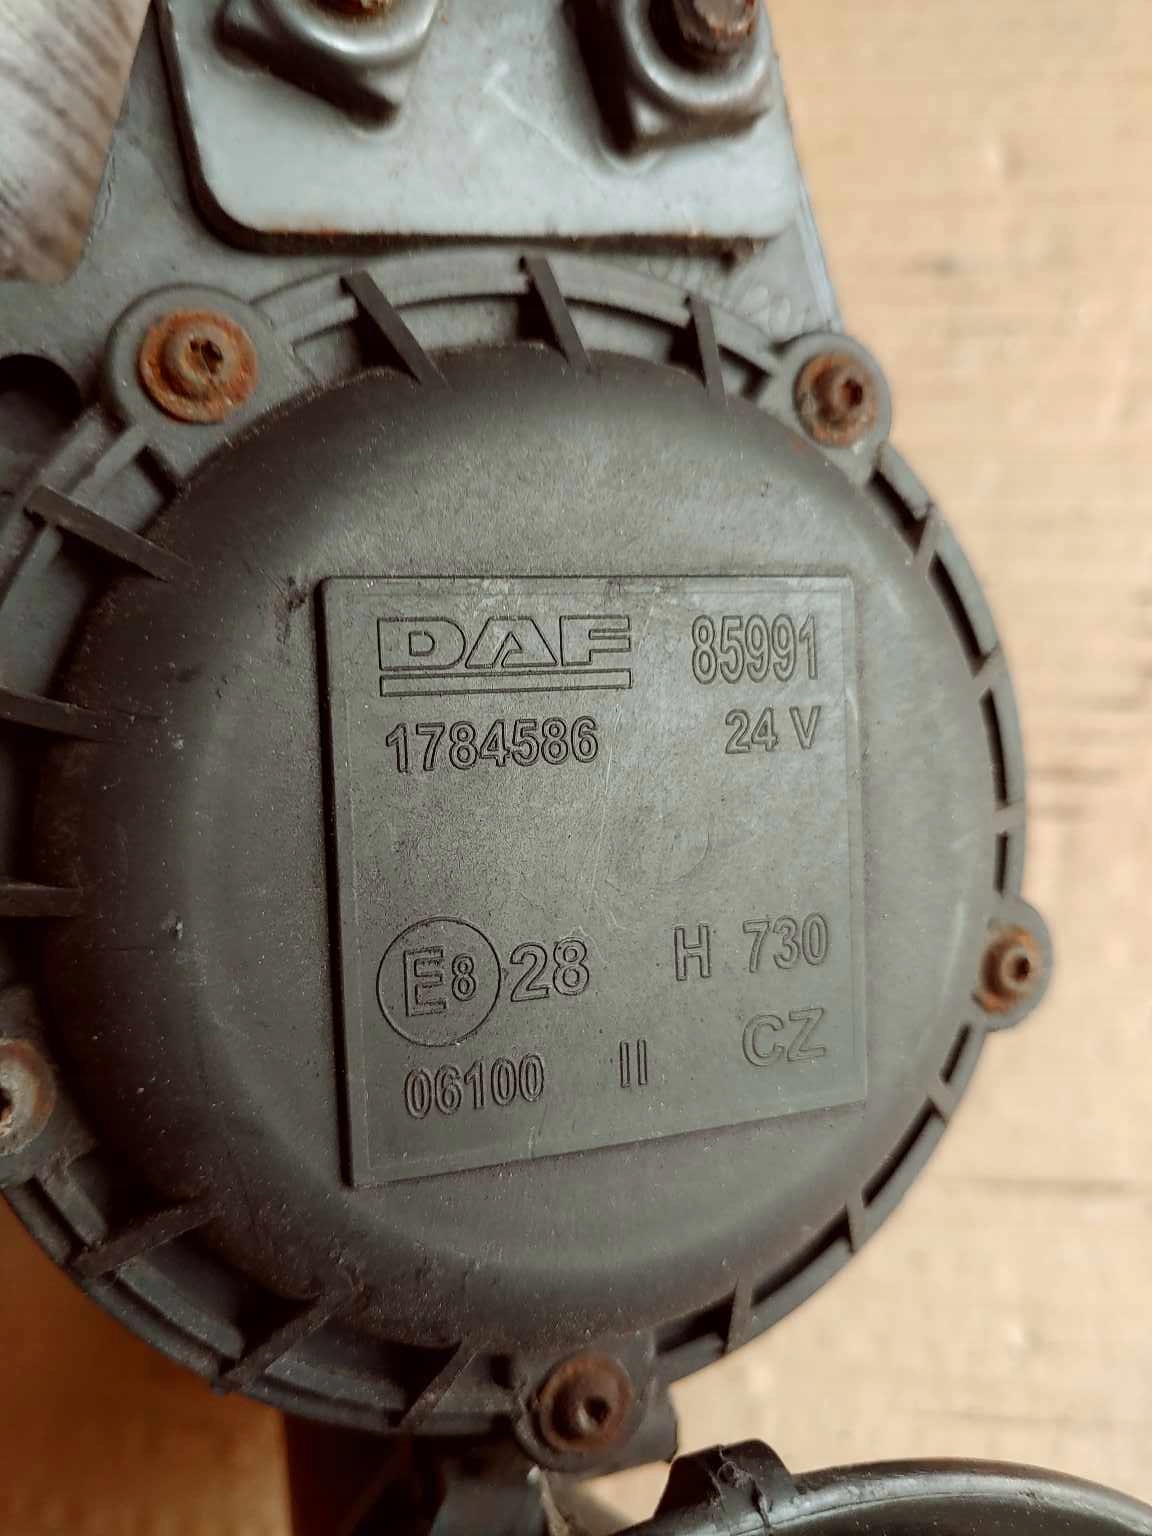 DAF 85991
1784586 24 V
E8 28 H 730
CZ
06100 II